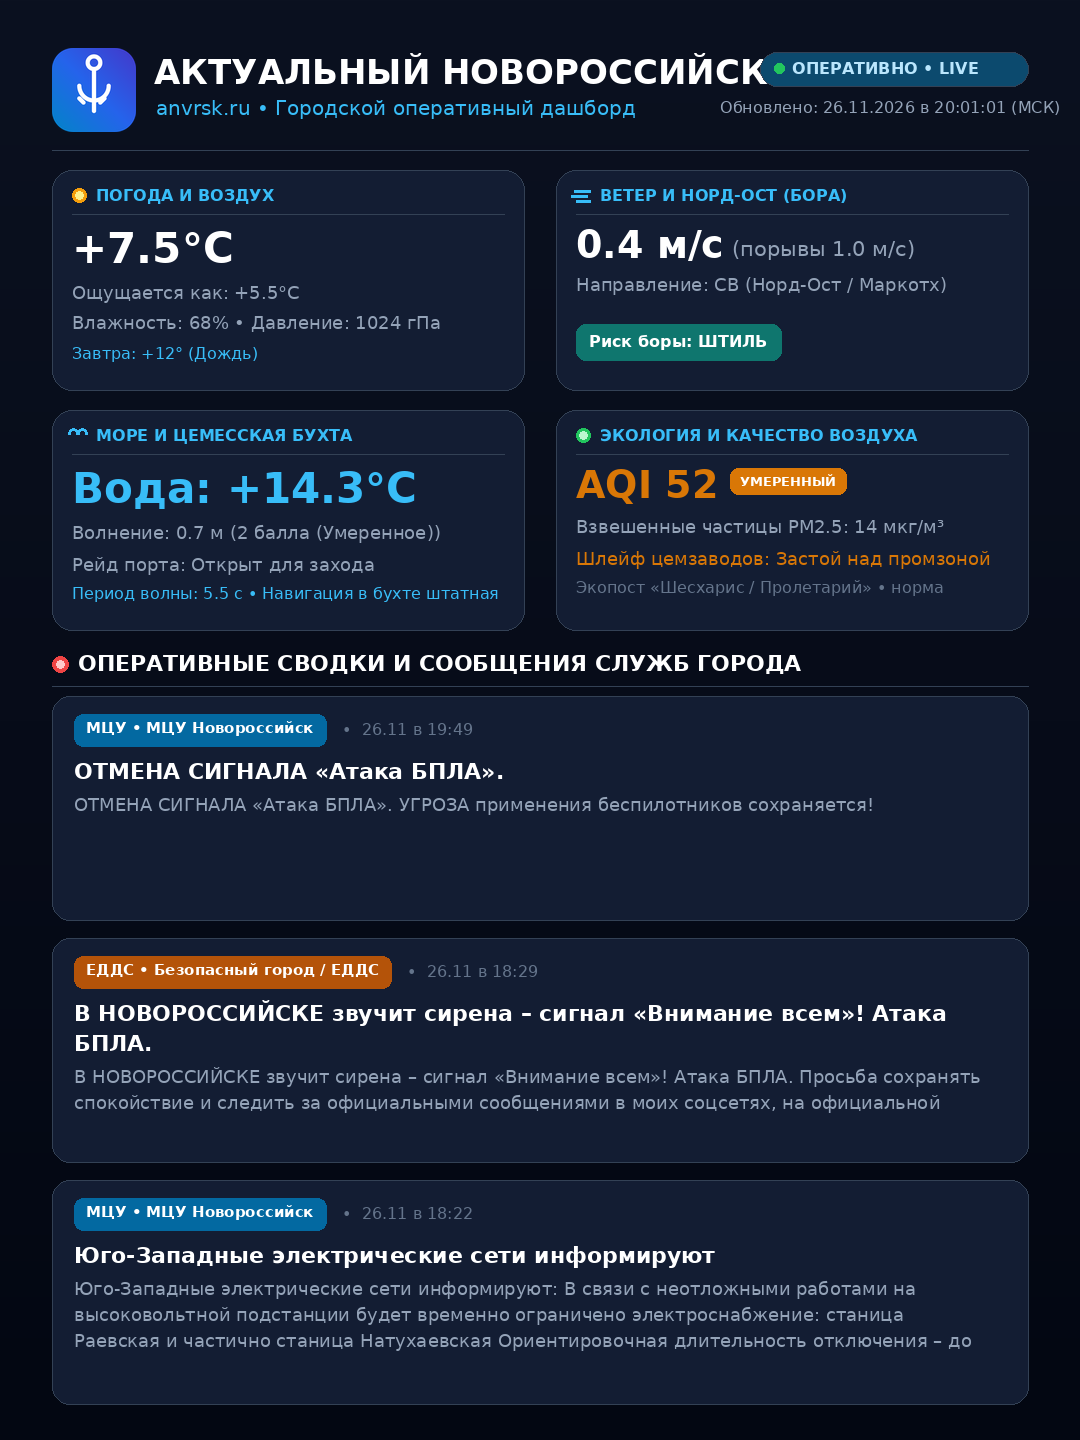 АКТУАЛЬНЫЙ НОВОРОССИЙСК
ОПЕРАТИВНО • LIVE
anvrsk.ru • Городской оперативный дашборд
Обновлено: 26.11.2026 в 20:01:01 (МСК)
ПОГОДА И ВОЗДУХ
+7.5°C
Ощущается как: +5.5°C
Влажность: 68% • Давление: 1024 гПа
Завтра: +12° (Дождь)
ВЕТЕР И НОРД-ОСТ (БОРА)
0.4 м/с (порывы 1.0 м/с)
Направление: СВ (Норд-Ост / Маркотх)
Риск боры: ШТИЛЬ
МОРЕ И ЦЕМЕССКАЯ БУХТА
Вода: +14.3°C
Волнение: 0.7 м (2 балла (Умеренное))
Рейд порта: Открыт для захода
Период волны: 5.5 с • Навигация в бухте штатная
ЭКОЛОГИЯ И КАЧЕСТВО ВОЗДУХА
AQI 52 УМЕРЕННЫЙ
Взвешенные частицы PM2.5: 14 мкг/м³
Шлейф цемзаводов: Застой над промзоной
Экопост «Шесхарис / Пролетарий» • норма
ОПЕРАТИВНЫЕ СВОДКИ И СООБЩЕНИЯ СЛУЖБ ГОРОДА
МЦУ • МЦУ Новороссийск • 26.11 в 19:49
ОТМЕНА СИГНАЛА «Атака БПЛА».
ОТМЕНА СИГНАЛА «Атака БПЛА». УГРОЗА применения беспилотников сохраняется!
ЕДДС • Безопасный город / ЕДДС • 26.11 в 18:29
В НОВОРОССИЙСКЕ звучит сирена – сигнал «Внимание всем»! Атака
БПЛА.
В НОВОРОССИЙСКЕ звучит сирена – сигнал «Внимание всем»! Атака БПЛА. Просьба сохранять
спокойствие и следить за официальными сообщениями в моих соцсетях, на официальной
МЦУ • МЦУ Новороссийск • 26.11 в 18:22
Юго-Западные электрические сети информируют
Юго-Западные электрические сети информируют: В связи с неотложными работами на
высоковольтной подстанции будет временно ограничено электроснабжение: станица
Раевская и частично станица Натухаевская Ориентировочная длительность отключения – до